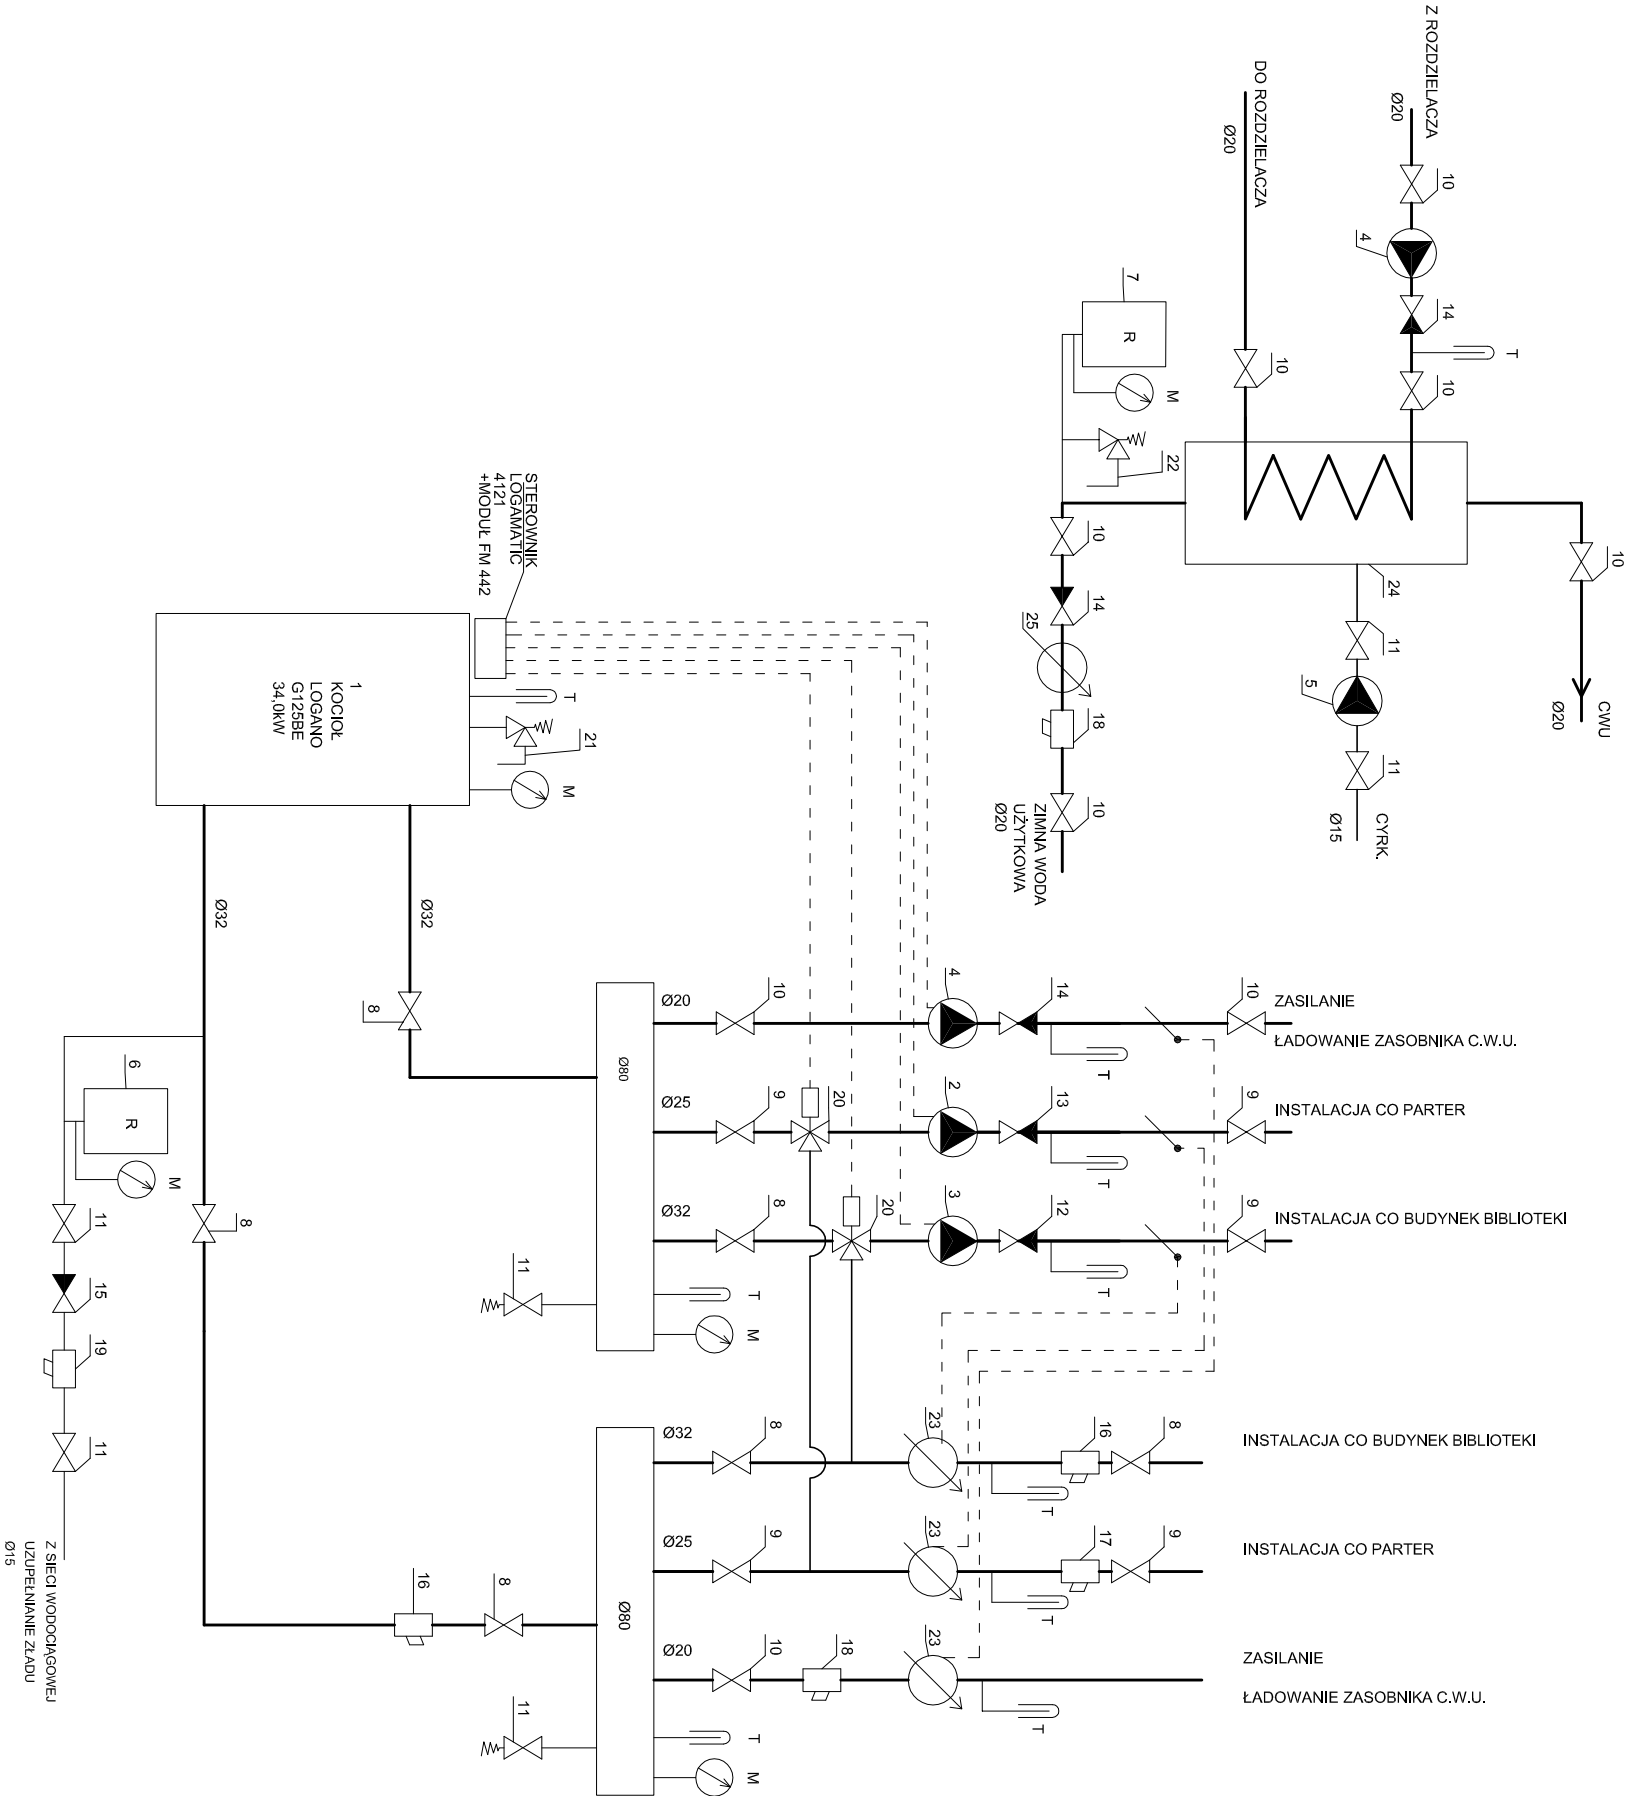 Z ROZDZIELACZA
Ø20
DO ROZDZIELACZA
Ø20
10
4
14
T
10
10
7
R
M
22
10
14
25
18
10
ZIMNA WODA
UŻYTKOWA
Ø20
24
10
CWU
Ø20
11
5
11
CYRK.
Ø15
STEROWNIK
LOGAMATIC
4121
+MODUŁ FM 442
1
KOCIOŁ
LOGANO
G125BE
34,0kW
T
21
M
Ø32
Ø32
8
8
6
R
M
11
15
19
11
Z SIECI WODOCIĄGOWEJ
UZUPEŁNIANIE ZŁADU
Ø15
Ø80
Ø20
10
4
14
T
10
ZASILANIE
ŁADOWANIE ZASOBNIKA C.W.U.
Ø25
9
20
2
13
T
9
INSTALACJA CO PARTER
Ø32
8
20
3
12
T
9
INSTALACJA CO BUDYNEK BIBLIOTEKI
11
T
M
Ø80
Ø32
8
23
T
16
8
INSTALACJA CO BUDYNEK BIBLIOTEKI
Ø25
9
23
T
17
9
INSTALACJA CO PARTER
16
8
Ø20
10
18
23
T
ZASILANIE
ŁADOWANIE ZASOBNIKA C.W.U.
11
T
M